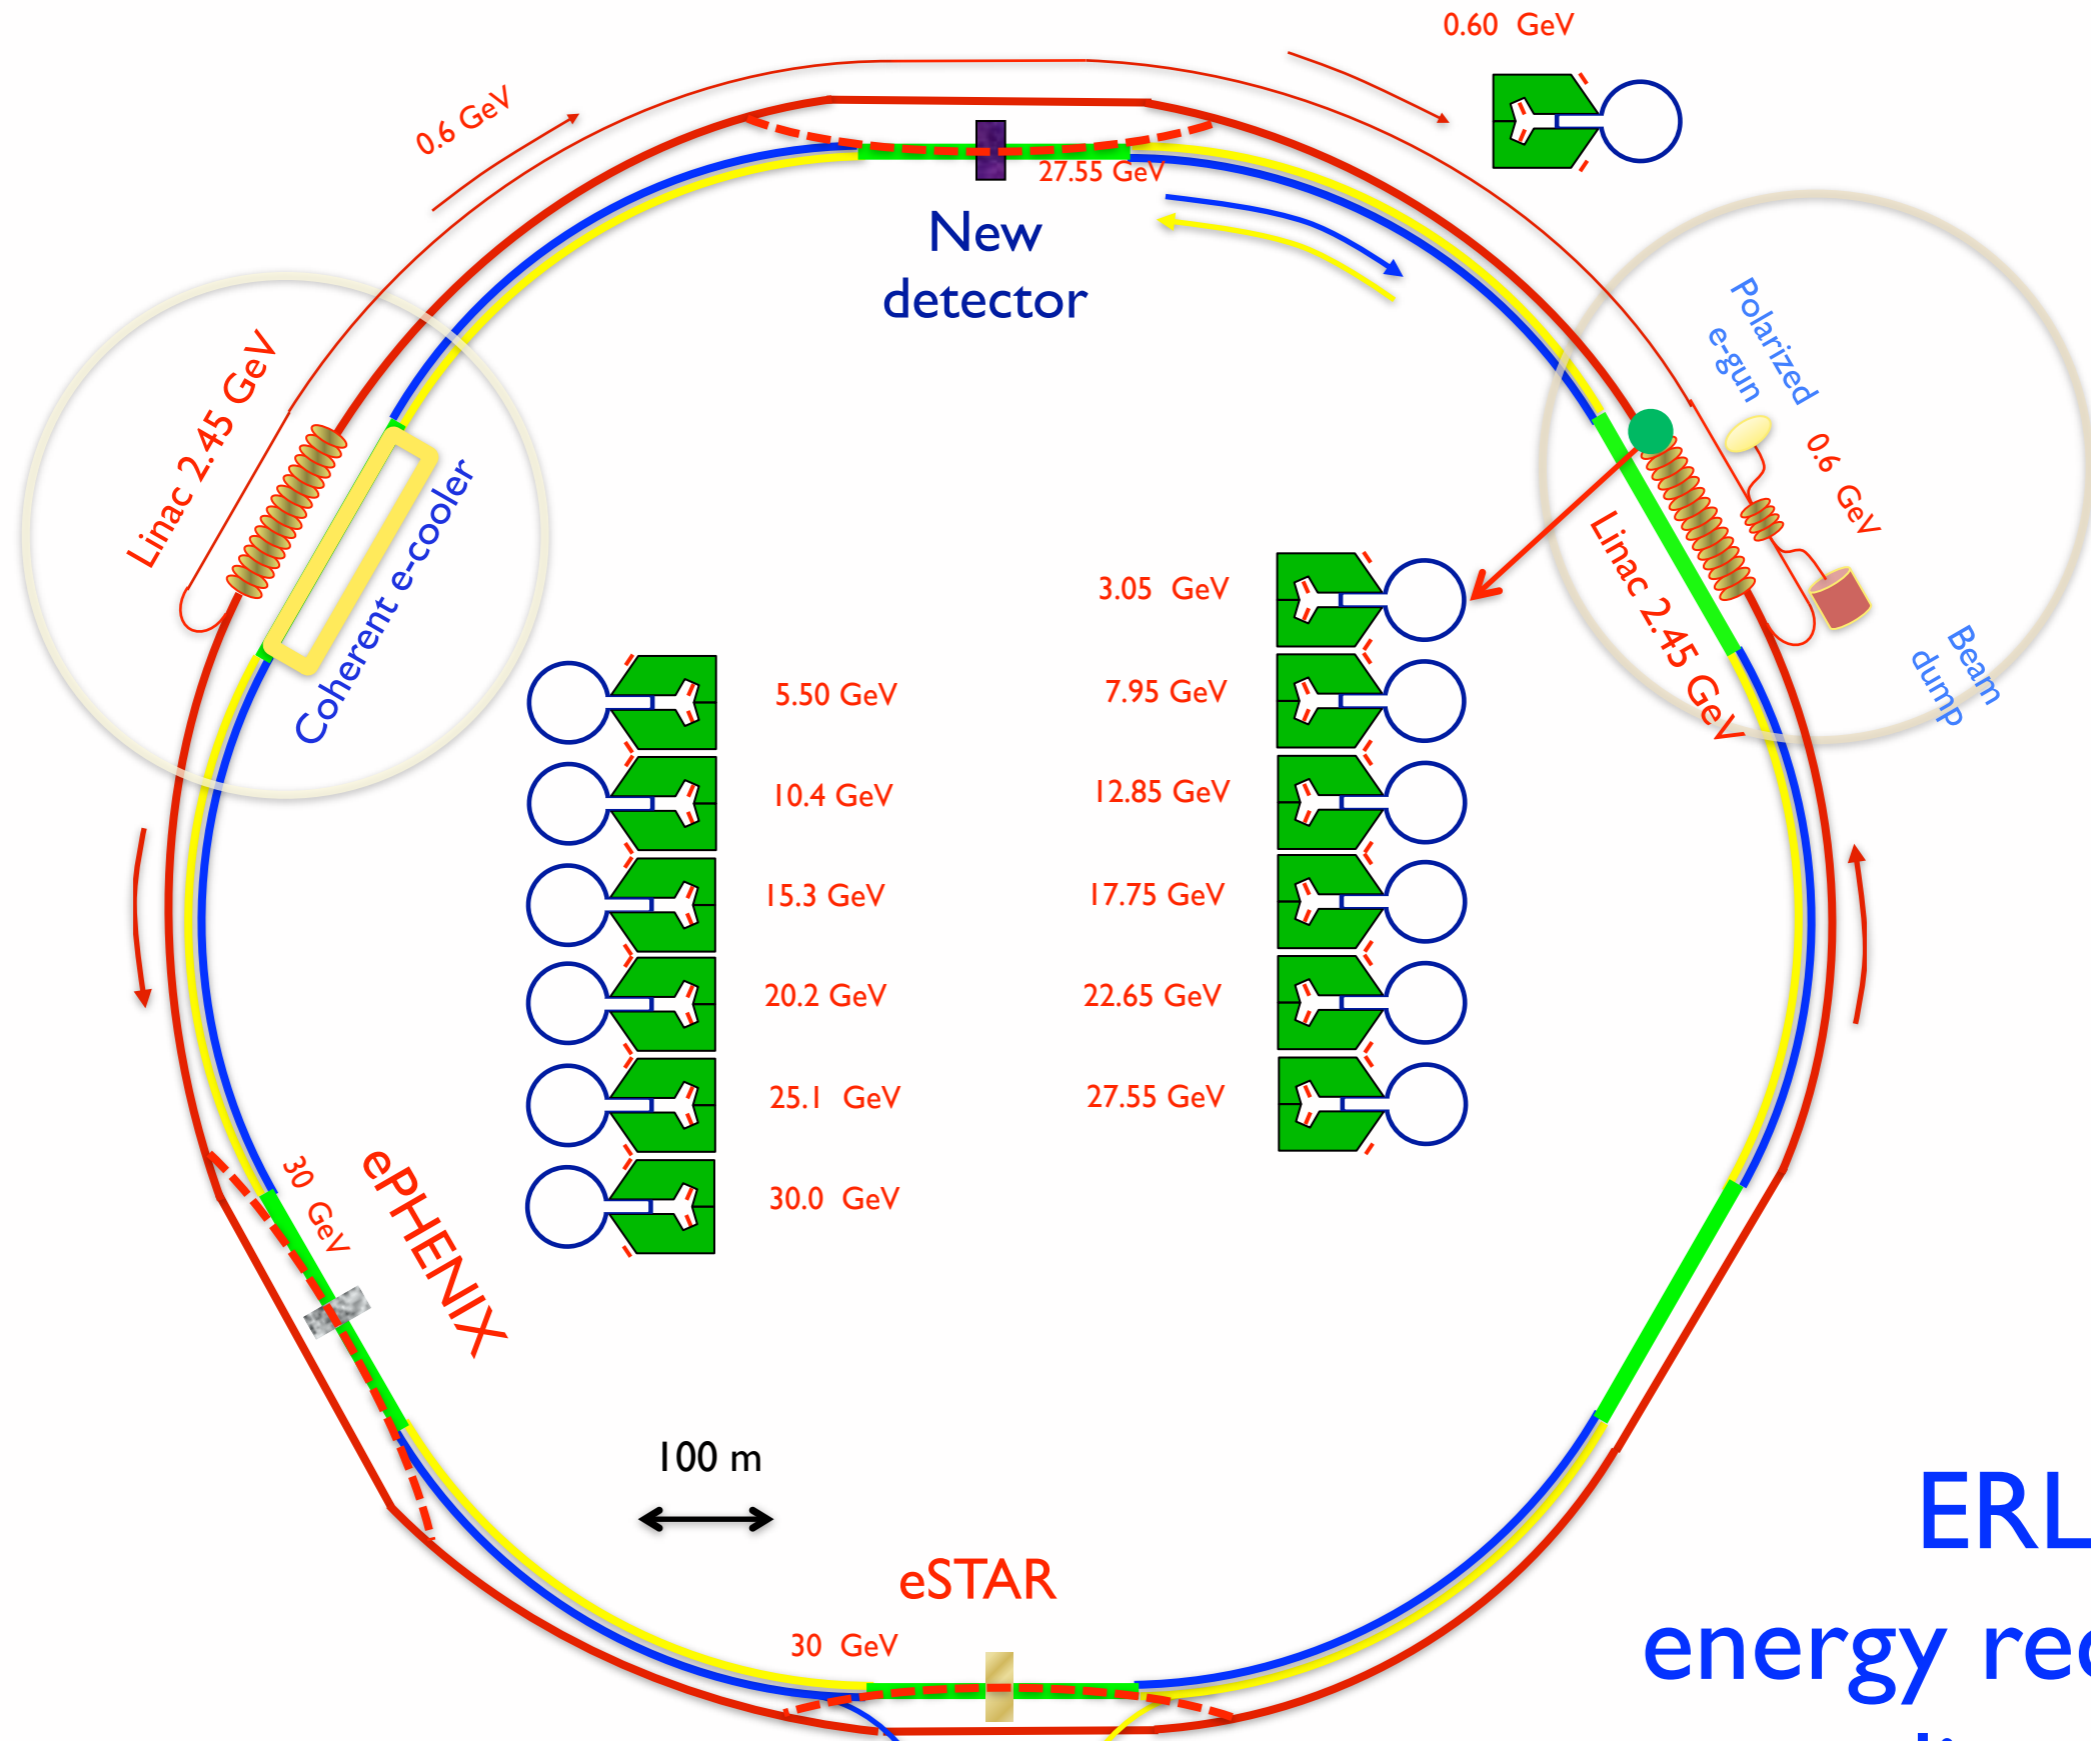 0.60 GeV
0.6 GeV
27.55 GeV
New
detector
Polarized
e-gun
0.6 GeV
Linac 2.45 GeV
Coherent e-cooler
Linac 2.45 GeV
Beam
dump
3.05 GeV
5.50 GeV
7.95 GeV
10.4 GeV
12.85 GeV
15.3 GeV
17.75 GeV
20.2 GeV
22.65 GeV
25.1 GeV
27.55 GeV
30.0 GeV
30 GeV
ePHENIX
100 m
eSTAR
30 GeV
ERL
energy